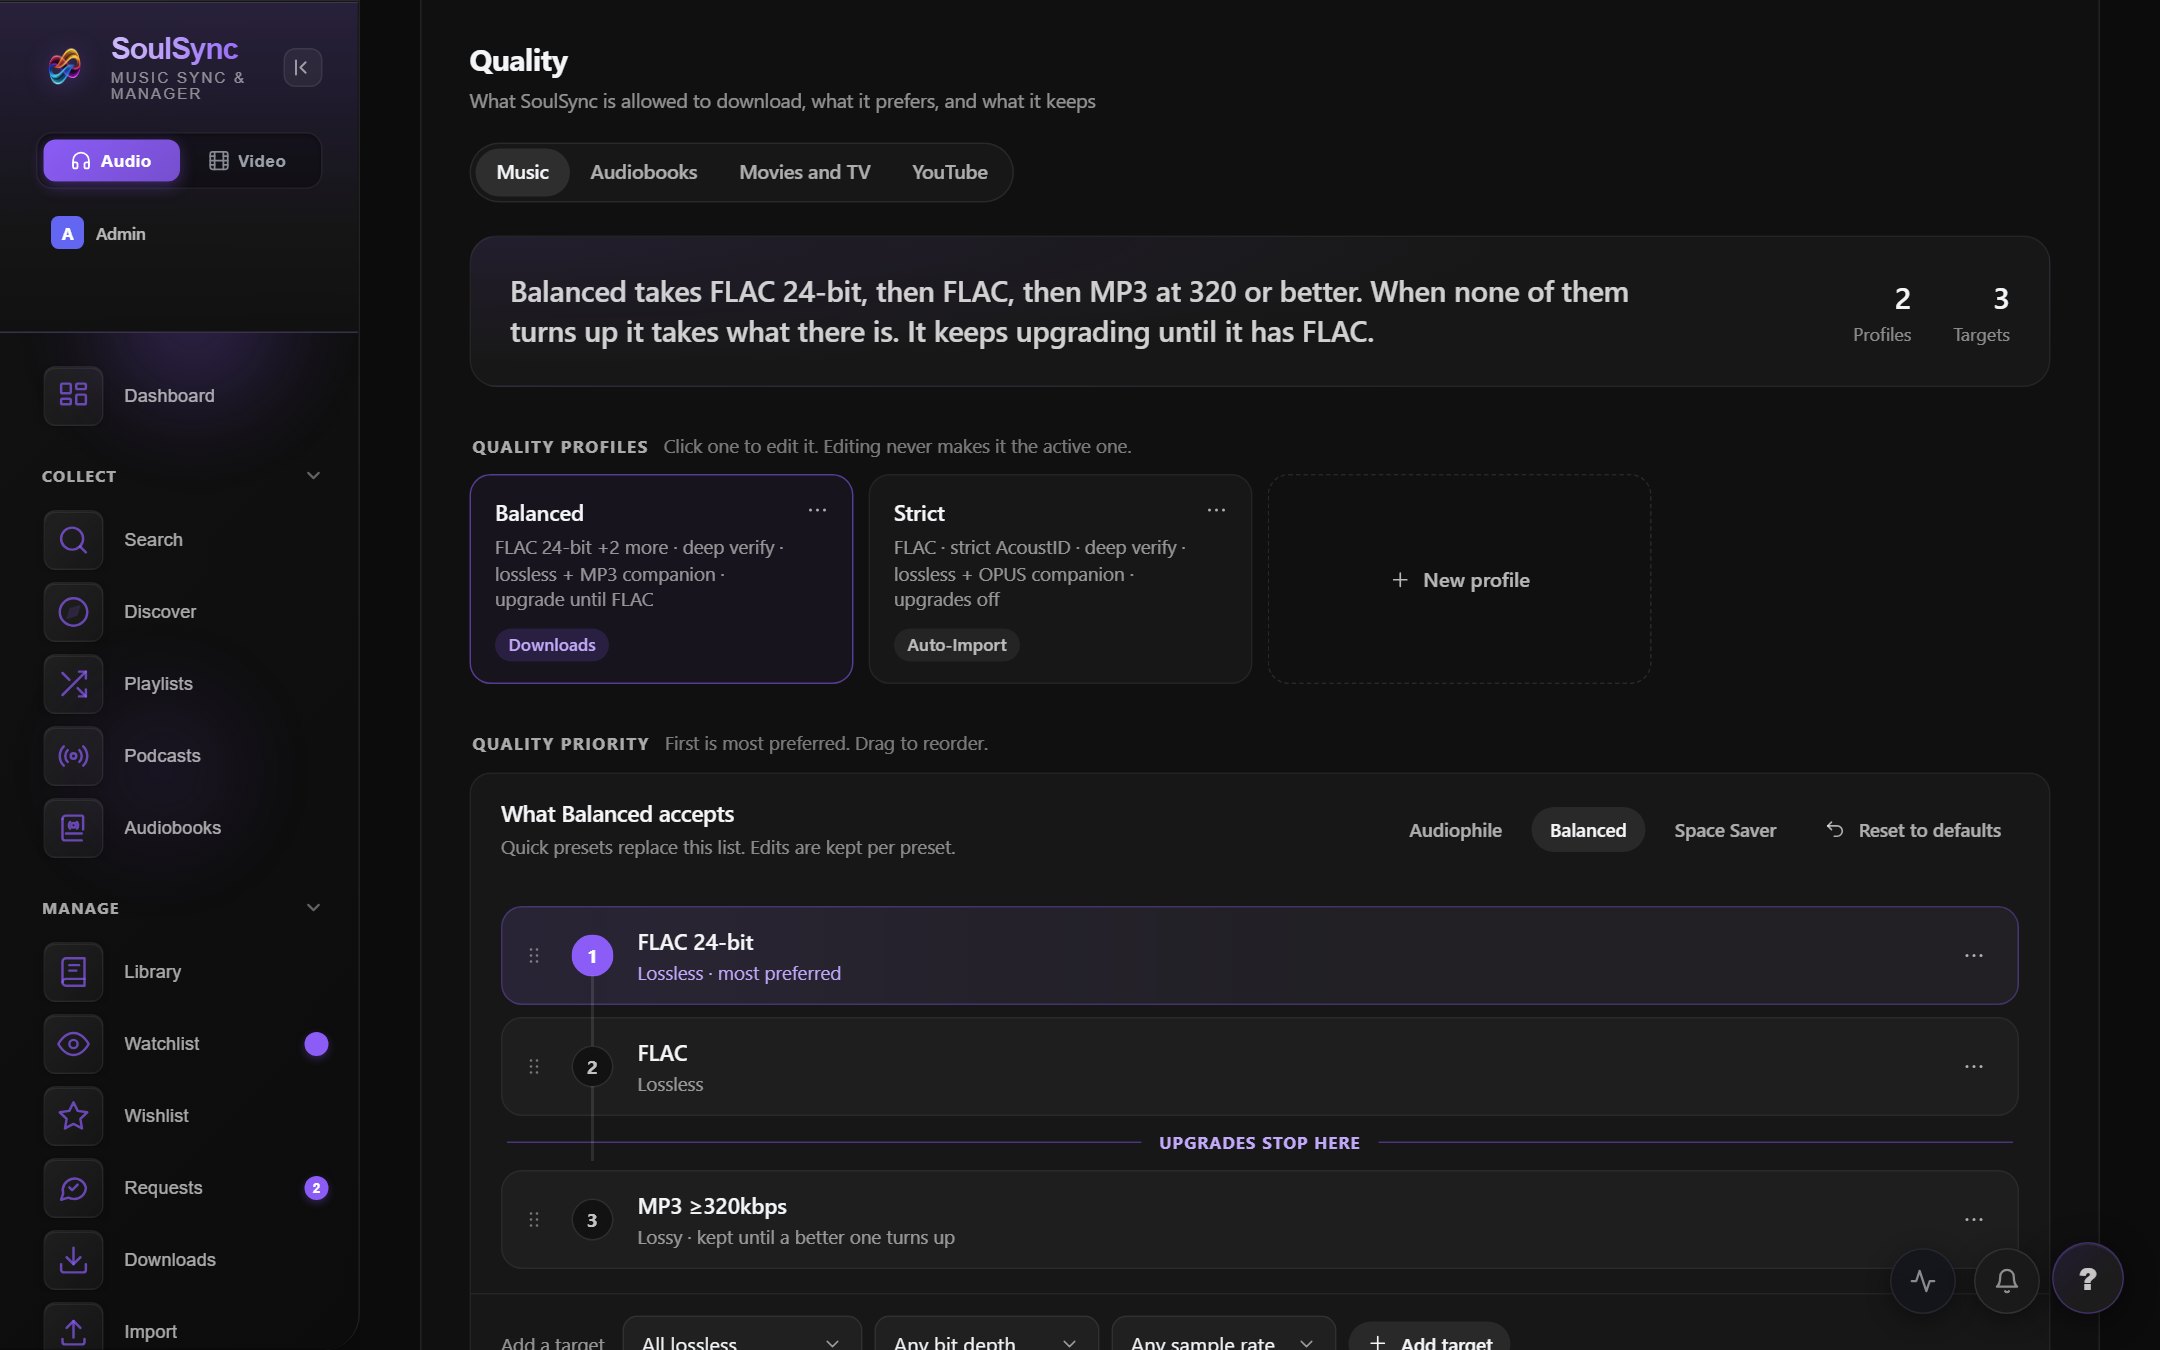 SoulSync
MUSIC SYNC &
MANAGER
Audio
Video
A
Admin
Dashboard
COLLECT
Search
Discover
Playlists
Podcasts
Audiobooks
MANAGE
Library
Watchlist
Wishlist
Requests
2
Downloads
Import
Quality
What SoulSync is allowed to download, what it prefers, and what it keeps
Music
Audiobooks
Movies and TV
YouTube
Balanced takes FLAC 24-bit, then FLAC, then MP3 at 320 or better. When none of them
turns up it takes what there is. It keeps upgrading until it has FLAC.
2
Profiles
3
Targets
QUALITY PROFILES Click one to edit it. Editing never makes it the active one.
Balanced
FLAC 24-bit +2 more · deep verify ·
lossless + MP3 companion ·
upgrade until FLAC
Downloads
Strict
FLAC · strict AcoustID · deep verify ·
lossless + OPUS companion ·
upgrades off
Auto-Import
+ New profile
QUALITY PRIORITY First is most preferred. Drag to reorder.
What Balanced accepts
Quick presets replace this list. Edits are kept per preset.
Audiophile
Balanced
Space Saver
Reset to defaults
1
FLAC 24-bit
Lossless · most preferred
2
FLAC
Lossless
UPGRADES STOP HERE
3
MP3 ≥320kbps
Lossy · kept until a better one turns up
?
Add a target
All lossless
Any bit depth
Any sample rate
+ Add target